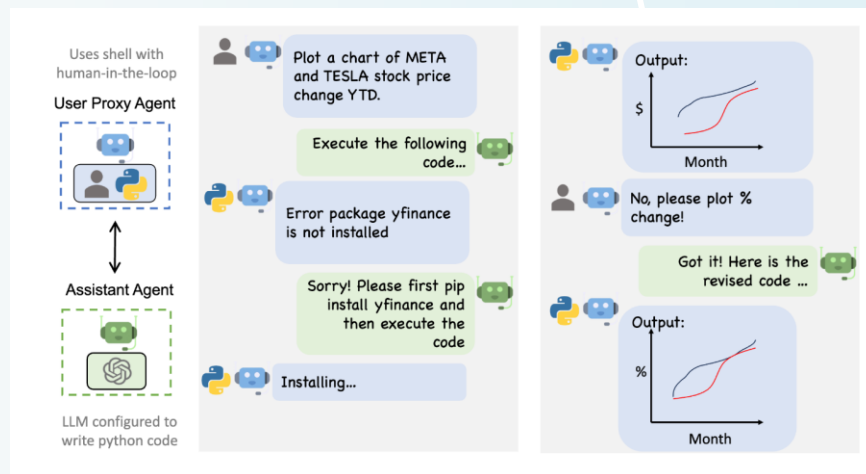 Uses shell with
human-in-the-loop
User Proxy Agent
Assistant Agent
LLM configured to
write python code
Plot a chart of META
and TESLA stock price
change YTD.
Execute the following
code...
Error package yfinance
is not installed
Sorry! Please first pip
install yfinance and
then execute the
code
Installing...
Output:
$
Month
No, please plot %
change!
Got it! Here is the
revised code ...
Output:
%
Month